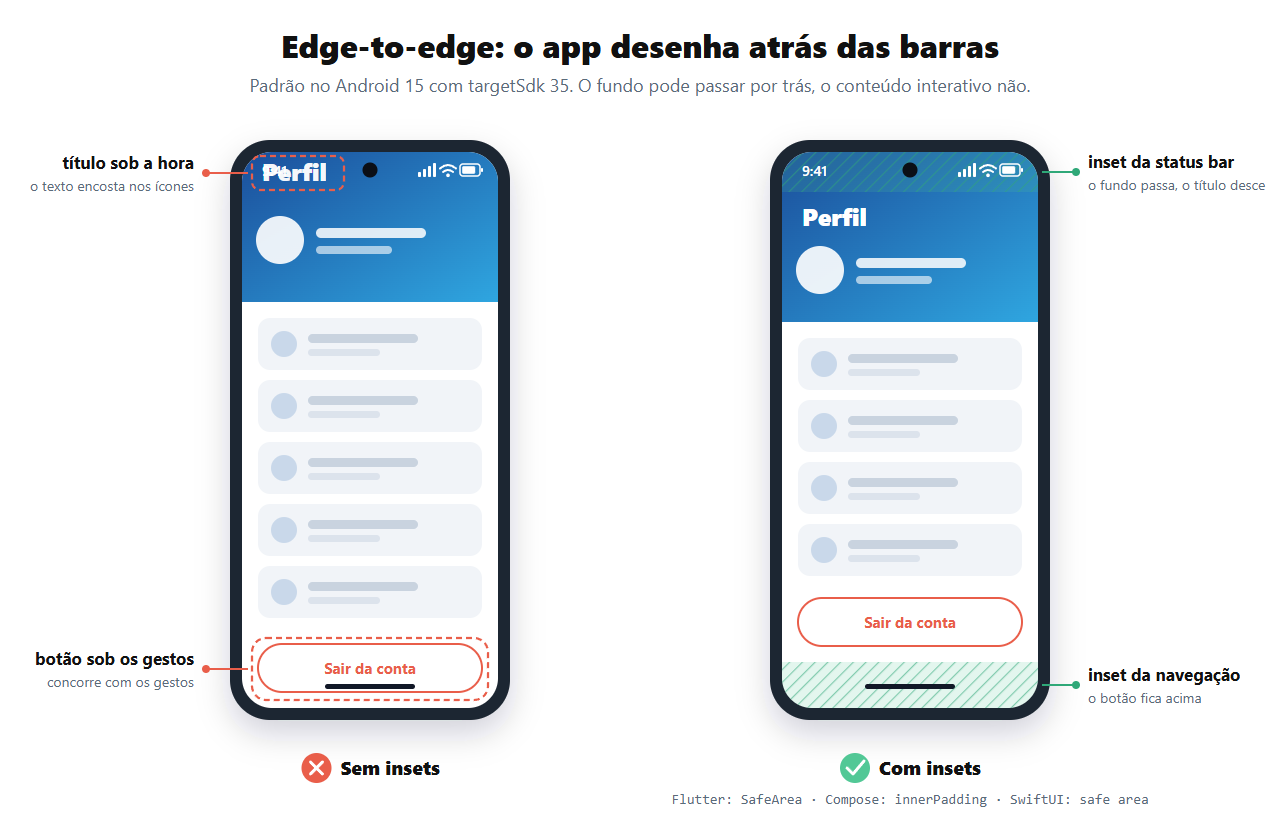 Edge-to-edge: o app desenha atrás das barras
Padrão no Android 15 com targetSdk 35. O fundo pode passar por trás, o conteúdo interativo não.
título sob a hora
o texto encosta nos ícones
Perfil
botão sob os gestos
concorre com os gestos
Sair da conta
Sem insets
9:41
Perfil
inset da status bar
o fundo passa, o título desce
Sair da conta
inset da navegação
o botão fica acima
Com insets
Flutter: SafeArea · Compose: innerPadding · SwiftUI: safe area